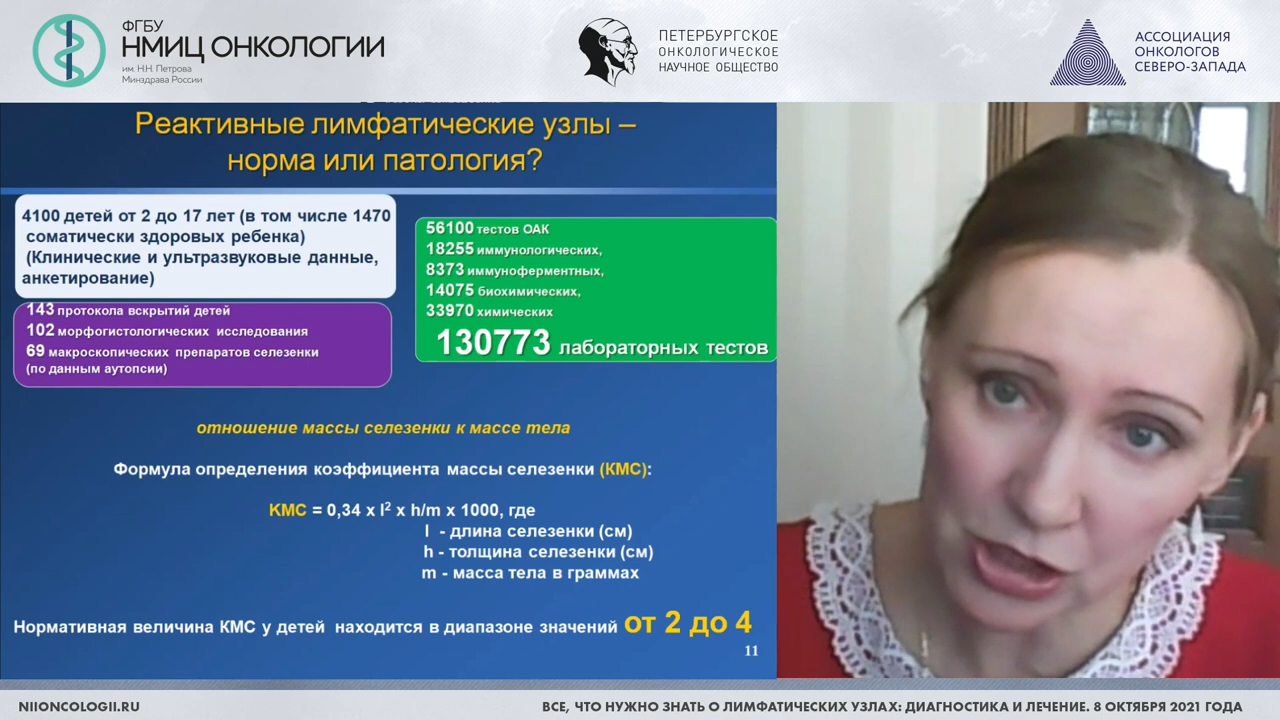 ФГБУ
НМИЦ ОНКОЛОГИИ
им. Н.Н. Петрова
Минздрава России
ПЕТЕРБУРГСКОЕ
ОНКОЛОГИЧЕСКОЕ
НАУЧНОЕ ОБЩЕСТВО
АССОЦИАЦИЯ
ОНКОЛОГОВ
СЕВЕРО-ЗАПАДА
Реактивные лимфатические узлы –
норма или патология?
4100 детей от 2 до 17 лет (в том числе 1470
соматически здоровых ребенка)
(Клинические и ультразвуковые данные,
анкетирование)
143 протокола вскрытий детей
102 морфогистологических исследования
69 макроскопических препаратов селезенки
(по данным аутопсии)
56100 тестов ОАК
18255 иммунологических,
8373 иммуноферментных,
14075 биохимических,
33970 химических
130773 лабораторных тестов
отношение массы селезенки к массе тела
Формула определения коэффициента массы селезенки (КМС):
КМС = 0,34 x l² x h/m x 1000, где
l - длина селезенки (см)
h - толщина селезенки (см)
m - масса тела в граммах
Нормативная величина КМС у детей находится в диапазоне значений от 2 до 4
11
NIIONCOLOGII.RU
ВСЕ, ЧТО НУЖНО ЗНАТЬ О ЛИМФАТИЧЕСКИХ УЗЛАХ: ДИАГНОСТИКА И ЛЕЧЕНИЕ. 8 ОКТЯБРЯ 2021 ГОДА